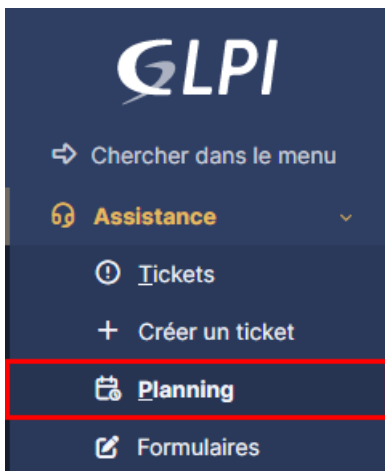 GLPI
Chercher dans le menu
Assistance
Tickets
Créer un ticket
Planning
Formulaires